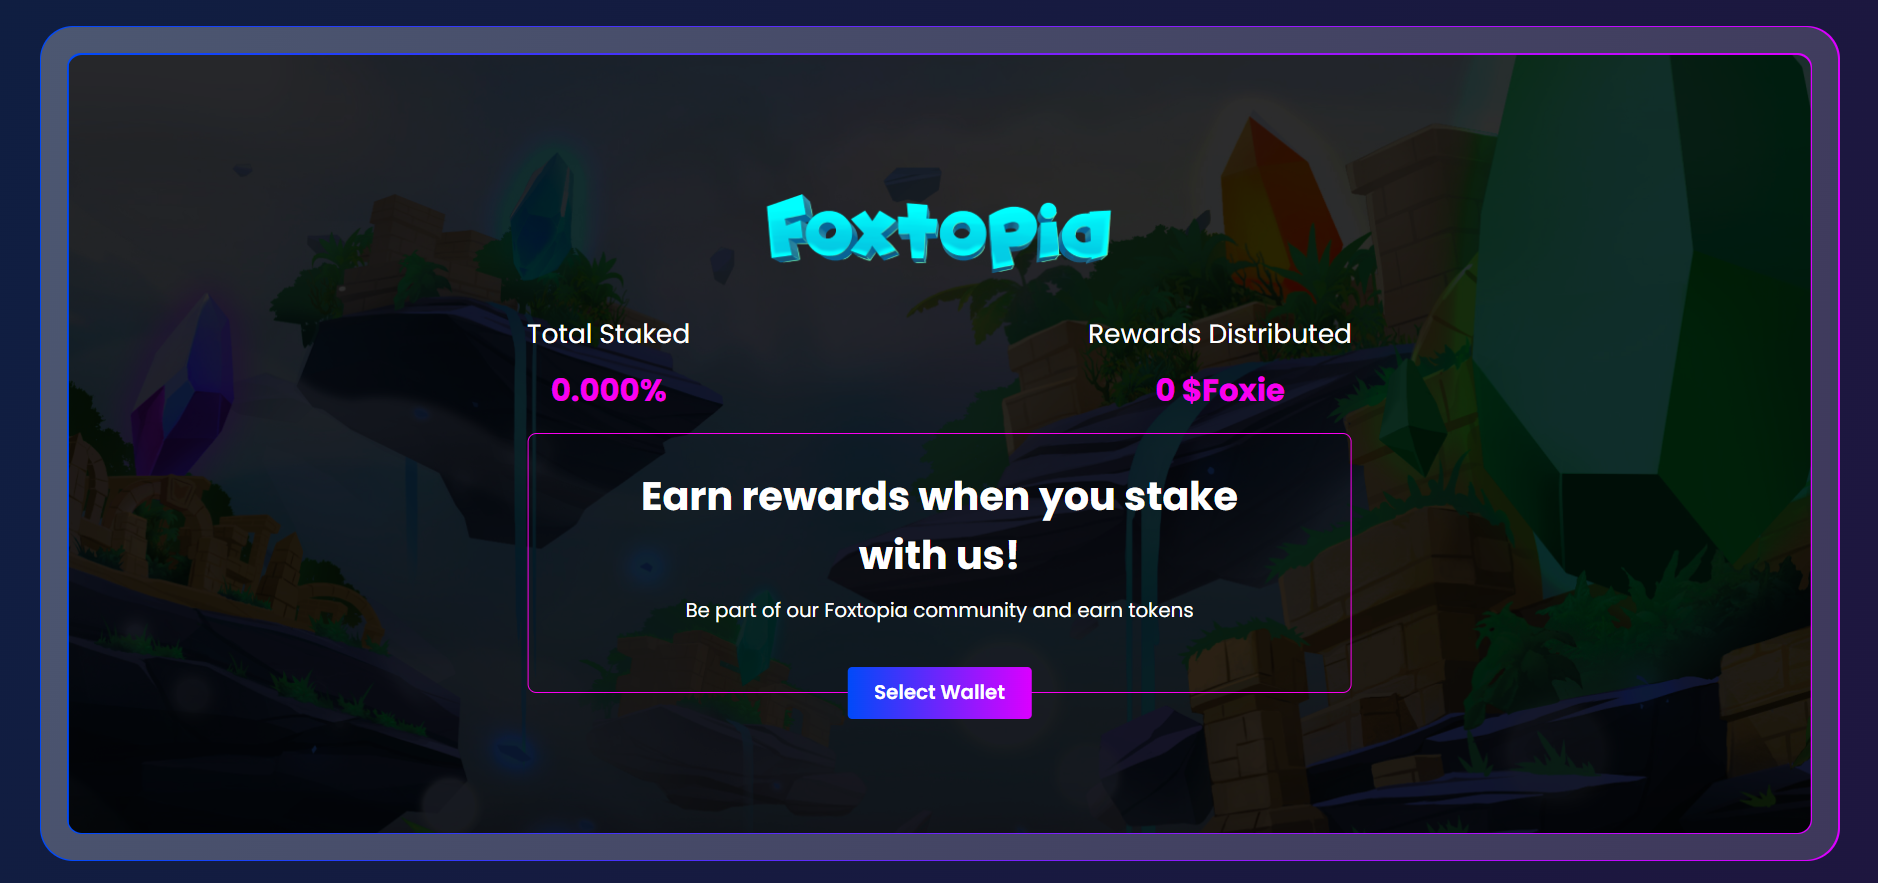 Foxtopia
Total Staked
Rewards Distributed
0.000%
0 $Foxie
Earn rewards when you stake
with us!
Be part of our Foxtopia community and earn tokens
Select Wallet